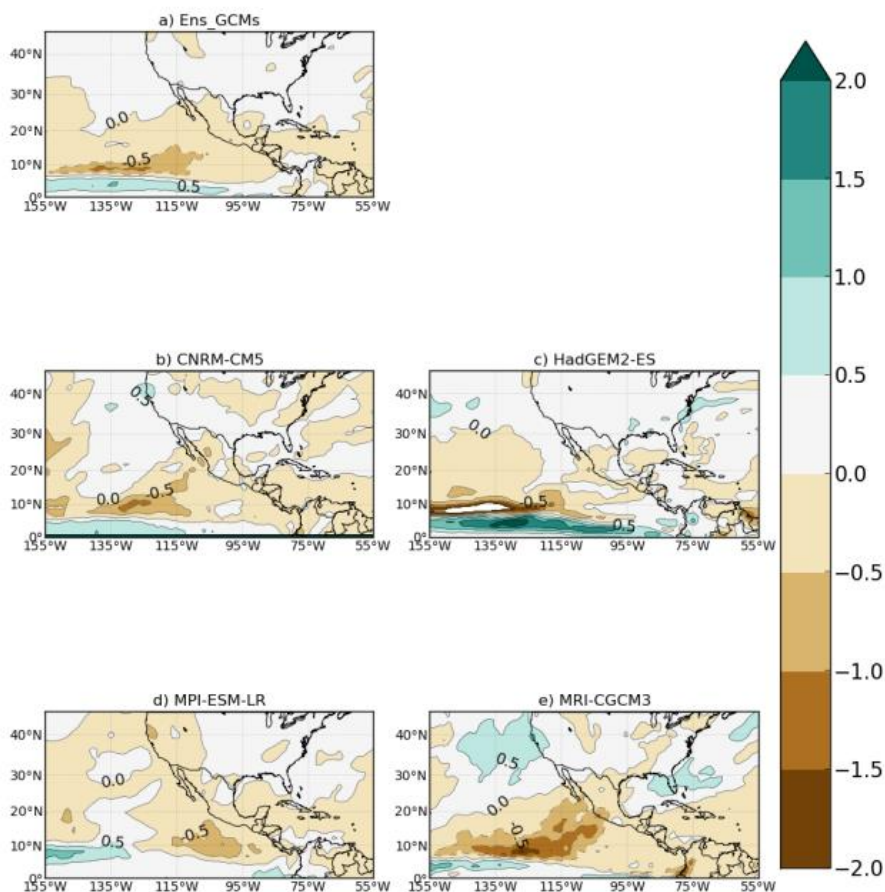 a) Ens_GCMs
40°N
30°N
20°N
10°N
0°
0.0
-0.5
0.5
155°W 135°W 115°W 95°W 75°W 55°W
b) CNRM-CM5
40°N
30°N
20°N
10°N
0°
0.5
0.0
-0.5
155°W 135°W 115°W 95°W 75°W 55°W
c) HadGEM2-ES
40°N
30°N
20°N
10°N
0°
0.0
0.5
0.5
155°W 135°W 115°W 95°W 75°W 55°W
d) MPI-ESM-LR
40°N
30°N
20°N
10°N
0°
0.0
0.5
-0.5
155°W 135°W 115°W 95°W 75°W 55°W
e) MRI-CGCM3
40°N
30°N
20°N
10°N
0°
0.5
0.5
0.0
-0.5
155°W 135°W 115°W 95°W 75°W 55°W
2.0
1.5
1.0
0.5
0.0
−0.5
−1.0
−1.5
−2.0